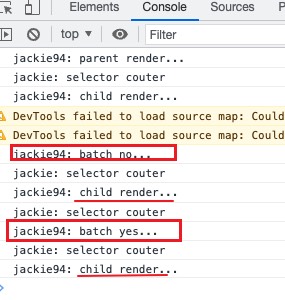 Elements
Console
Sources
top
Filter
jackie94: parent render...
jackie: selector couter
jackie94: child render...
DevTools failed to load source map: Could
DevTools failed to load source map: Could
jackie94: batch no...
jackie: selector couter
jackie94: child render...
jackie: selector couter
jackie94: batch yes...
jackie: selector couter
jackie94: child render...